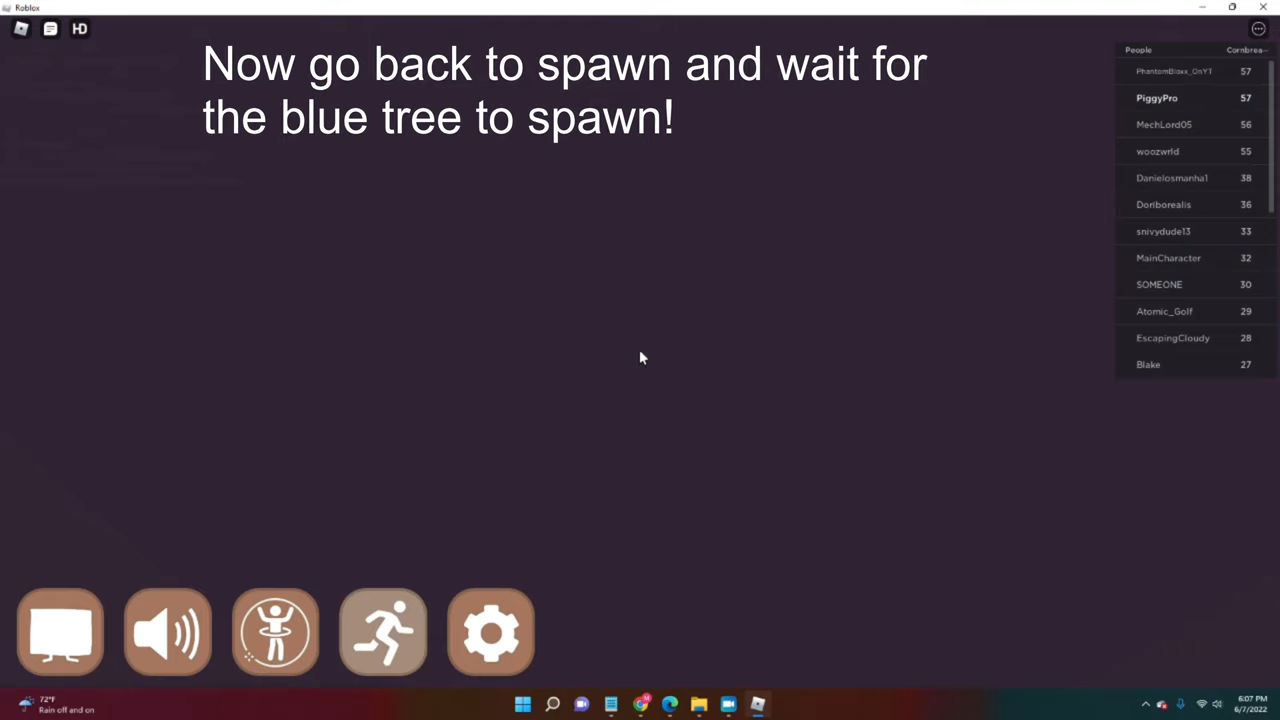 Roblox
HD
Now go back to spawn and wait for
the blue tree to spawn!
People Cornbrea--
PhantomBloxx_OnYT 57
PiggyPro 57
MechLord05 56
woozwrld 55
Danielosmanha1 38
Doriborealis 36
snivydude13 33
MainCharacter 32
SOMEONE 30
Atomic_Golf 29
EscapingCloudy 28
Blake 27
72°F
Rain off and on
6:07 PM
6/7/2022